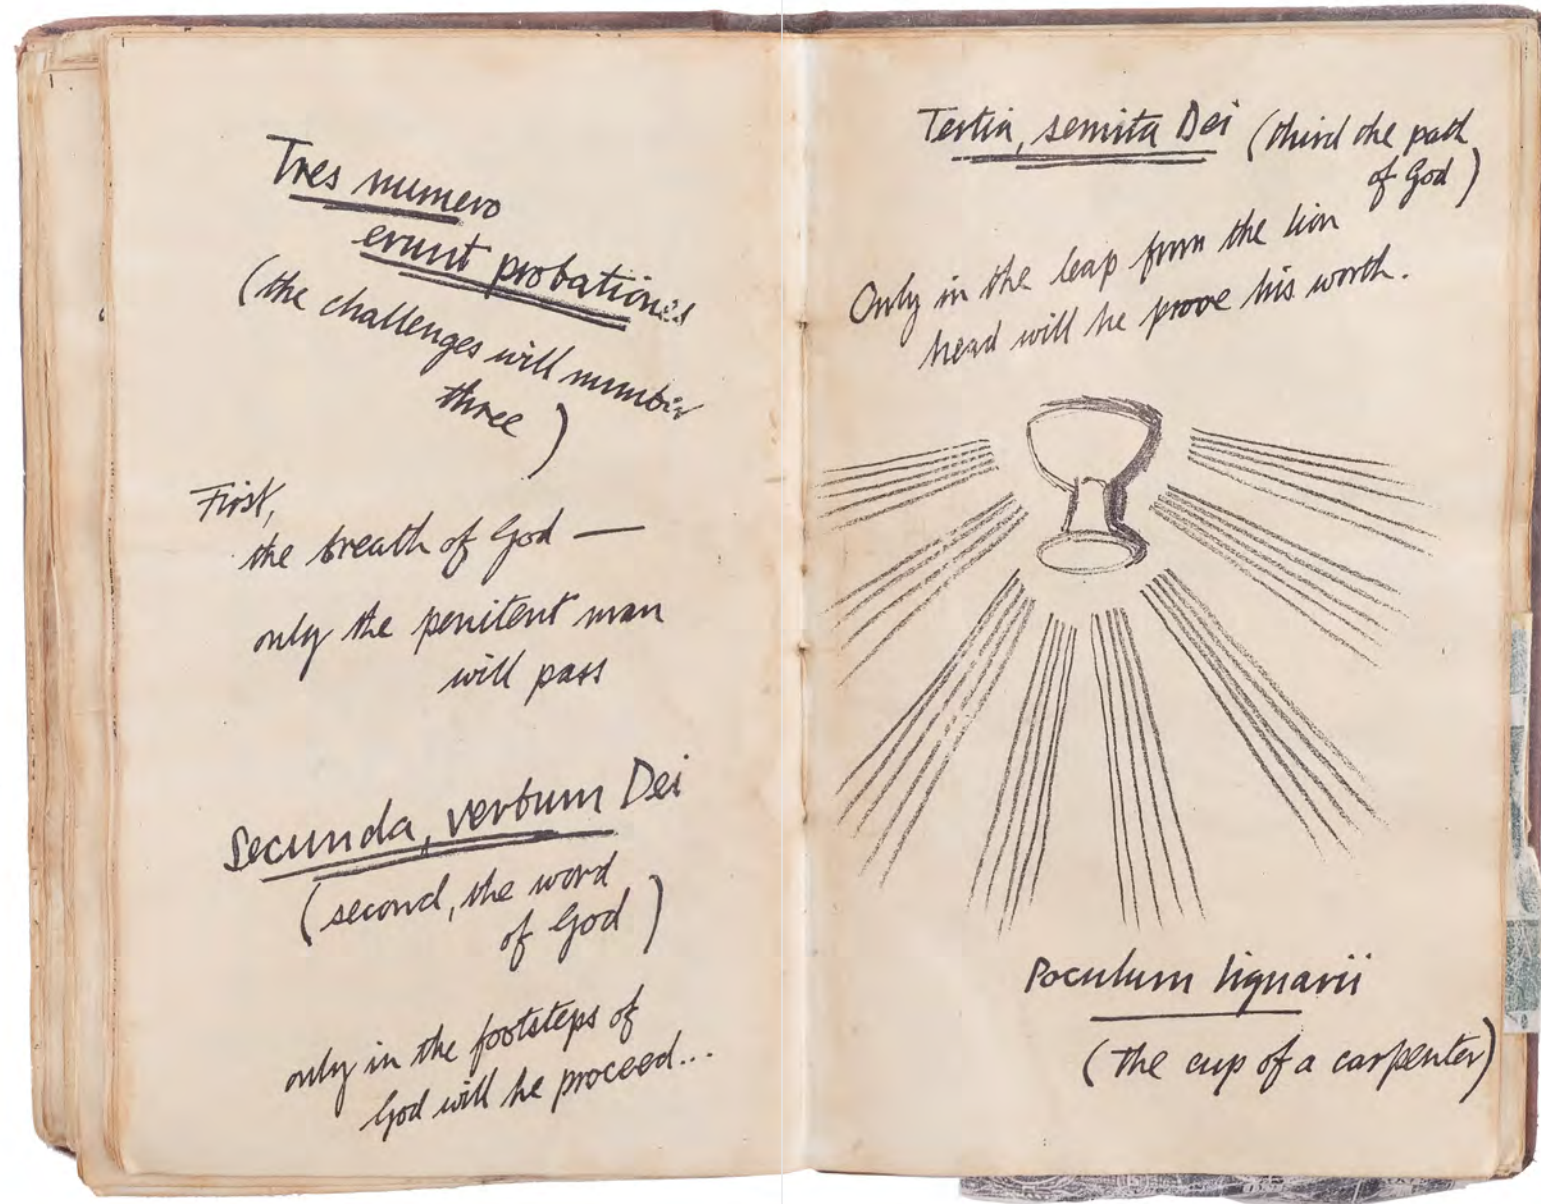 Tres numero
erunt probationes
(the challenges will number
three)
First,
the breath of God —
only the penitent man
will pass
Secunda, verbum Dei
(second, the word
of God)
only in the footsteps of
God will he proceed...
Tertia, semita Dei (third the path
of God)
Only in the leap from the lion
head will he prove his worth.
Poculum lignarii
(the cup of a carpenter)